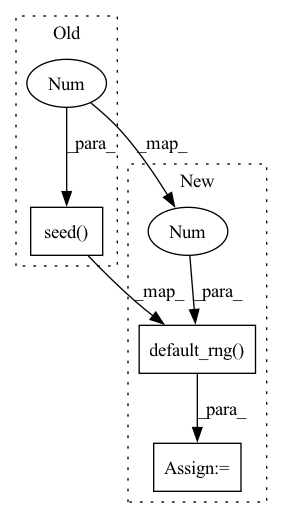 Old
Num
_para_
_map_
New
seed()
Num
_map_
_para_
default_rng()
_para_
Assign:=